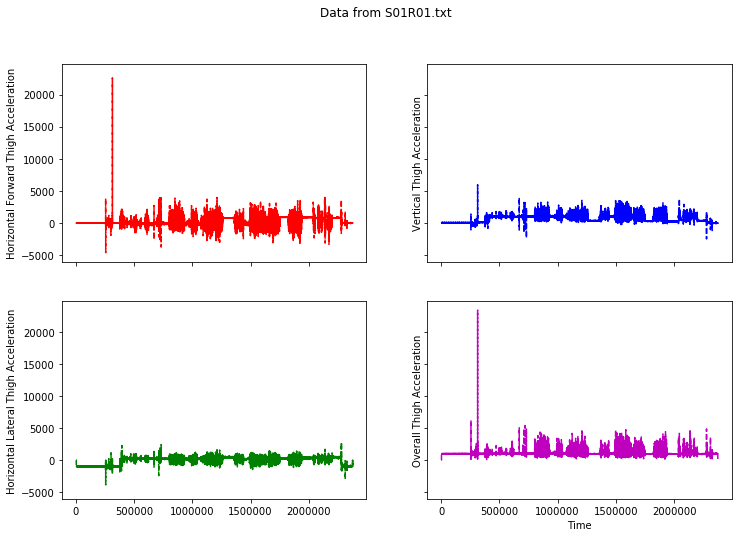 Data from S01R01.txt
Horizontal Forward Thigh Acceleration
20000
15000
10000
5000
0
−5000
Vertical Thigh Acceleration
Horizontal Lateral Thigh Acceleration
20000
15000
10000
5000
0
−5000
0 500000 1000000 1500000 2000000
Overall Thigh Acceleration
0 500000 1000000 1500000 2000000
Time